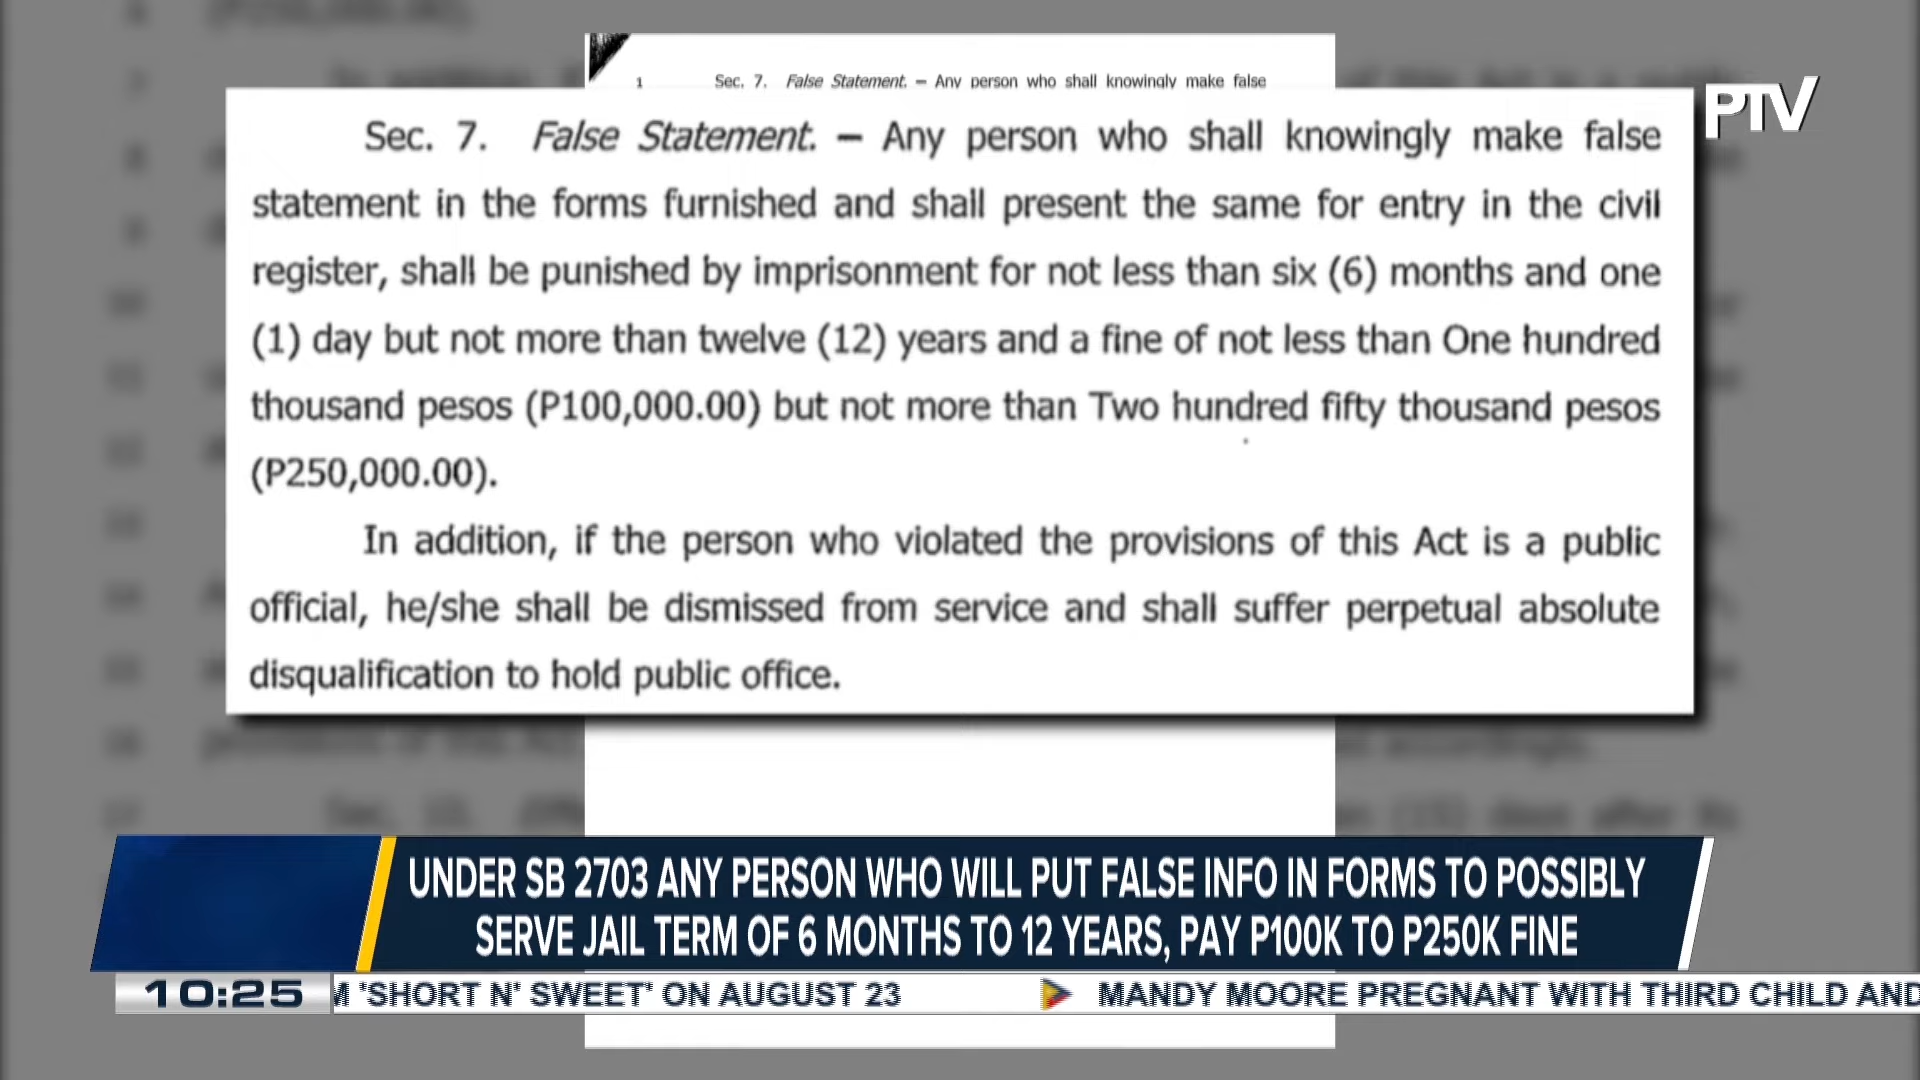 1 Sec. 7. False Statement. – Any person who shall knowingly make false
PTV
Sec. 7. False Statement. – Any person who shall knowingly make false
statement in the forms furnished and shall present the same for entry in the civil
register, shall be punished by imprisonment for not less than six (6) months and one
(1) day but not more than twelve (12) years and a fine of not less than One hundred
thousand pesos (P100,000.00) but not more than Two hundred fifty thousand pesos
(P250,000.00).
In addition, if the person who violated the provisions of this Act is a public
official, he/she shall be dismissed from service and shall suffer perpetual absolute
disqualification to hold public office.
UNDER SB 2703 ANY PERSON WHO WILL PUT FALSE INFO IN FORMS TO POSSIBLY
SERVE JAIL TERM OF 6 MONTHS TO 12 YEARS, PAY P100K TO P250K FINE
10:25 M 'SHORT N' SWEET' ON AUGUST 23 MANDY MOORE PREGNANT WITH THIRD CHILD AND